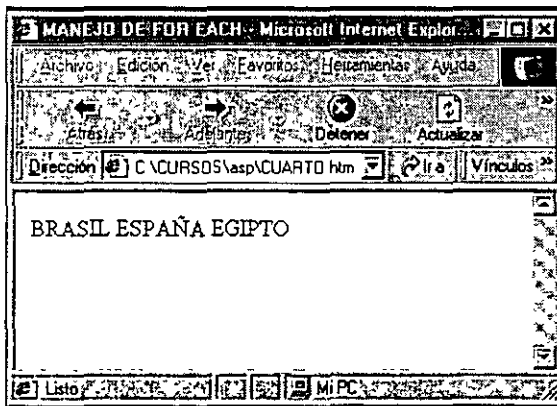 MANEJO DE FOR EACH - Microsoft Internet Explor...
Archivo Edición Ver Favoritos Herramientas Ayuda
Atrás Adelante Detener Actualizar »
Dirección C:\CURSOS\asp\CUARTO.htm Ir a Vínculos »
BRASIL ESPAÑA EGIPTO
Listo Mi PC